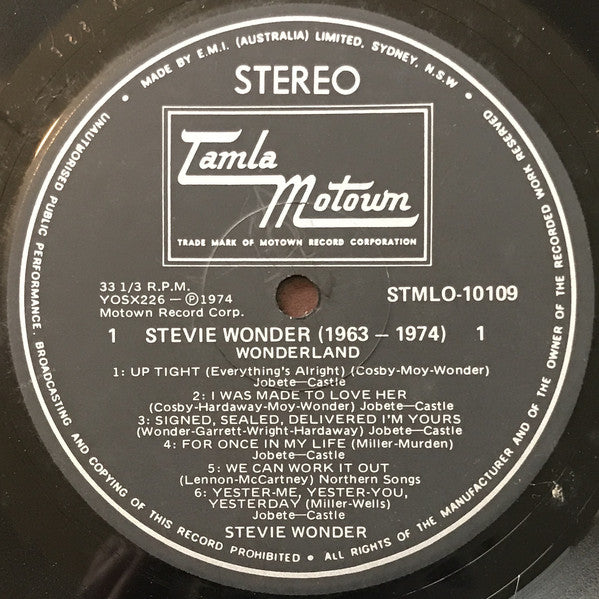 • MADE BY E.M.I. (AUSTRALIA) LIMITED, SYDNEY, N.S.W •
STEREO
Tamla
Motown
TRADE MARK OF MOTOWN RECORD CORPORATION
33 1/3 R.P.M.
YOSX226 – ℗1974
Motown Record Corp.
STMLO-10109
1 STEVIE WONDER (1963 – 1974) 1
WONDERLAND
1: UP TIGHT (Everything's Alright) (Cosby-Moy-Wonder)
Jobete—Castle
2: I WAS MADE TO LOVE HER
(Cosby-Hardaway-Moy-Wonder) Jobete—Castle
3: SIGNED, SEALED, DELIVERED I'M YOURS
(Wonder-Garrett-Wright-Hardaway) Jobete—Castle
4: FOR ONCE IN MY LIFE (Miller-Murden)
Jobete—Castle
5: WE CAN WORK IT OUT
(Lennon-McCartney) Northern Songs
6: YESTER-ME, YESTER-YOU,
YESTERDAY (Miller-Wells)
Jobete—Castle
STEVIE WONDER
UNAUTHORISED PUBLIC PERFORMANCE, BROADCASTING AND COPYING OF THIS RECORD PROHIBITED • ALL RIGHTS OF THE MANUFACTURER AND OF THE OWNER OF THE RECORDED WORK RESERVED